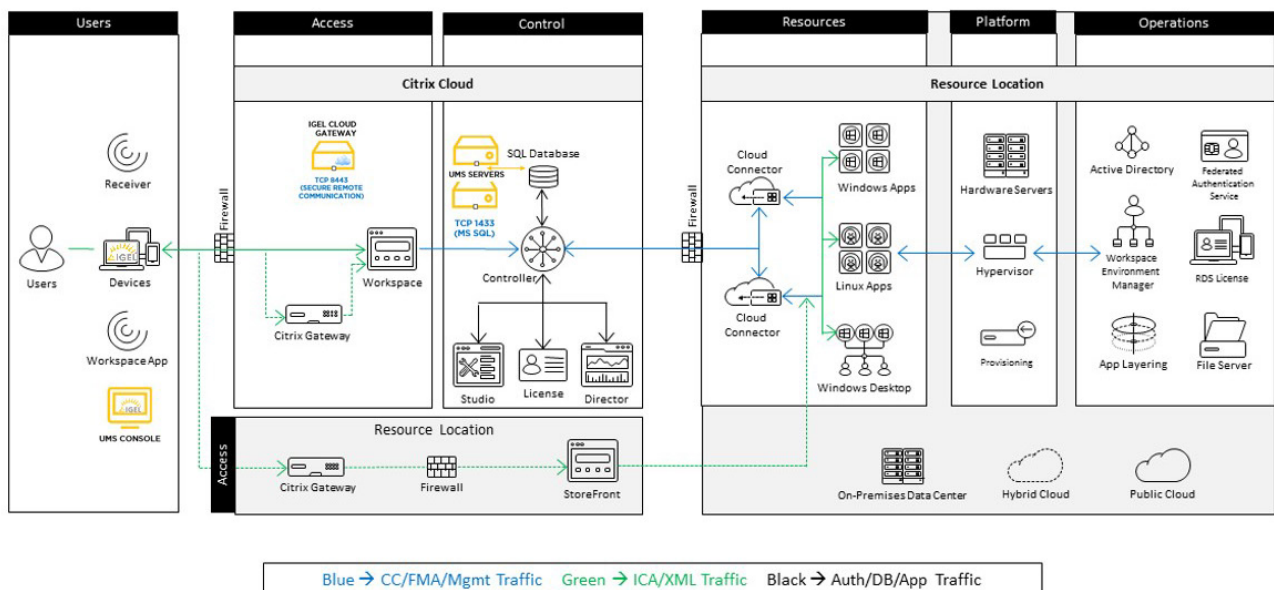 Users
Access
Control
Resources
Platform
Operations
Citrix Cloud
Resource Location
Receiver
Users
IGEL
Devices
Workspace App
IGEL
UMS CONSOLE
Firewall
IGEL CLOUD
GATEWAY
TCP 8443
(SECURE REMOTE
COMMUNICATION)
Workspace
Citrix Gateway
UMS SERVERS
SQL Database
TCP 1433
(MS SQL)
Controller
Studio
License
Director
Firewall
Cloud
Connector
Cloud
Connector
Windows Apps
Linux Apps
Windows Desktop
Hardware Servers
Hypervisor
Provisioning
Active Directory
Federated
Authentication
Service
Workspace
Environment
Manager
RDS License
App Layering
File Server
Access
Resource Location
Citrix Gateway
Firewall
StoreFront
On-Premises Data Center
Hybrid Cloud
Public Cloud
Blue → CC/FMA/Mgmt Traffic Green → ICA/XML Traffic Black → Auth/DB/App Traffic